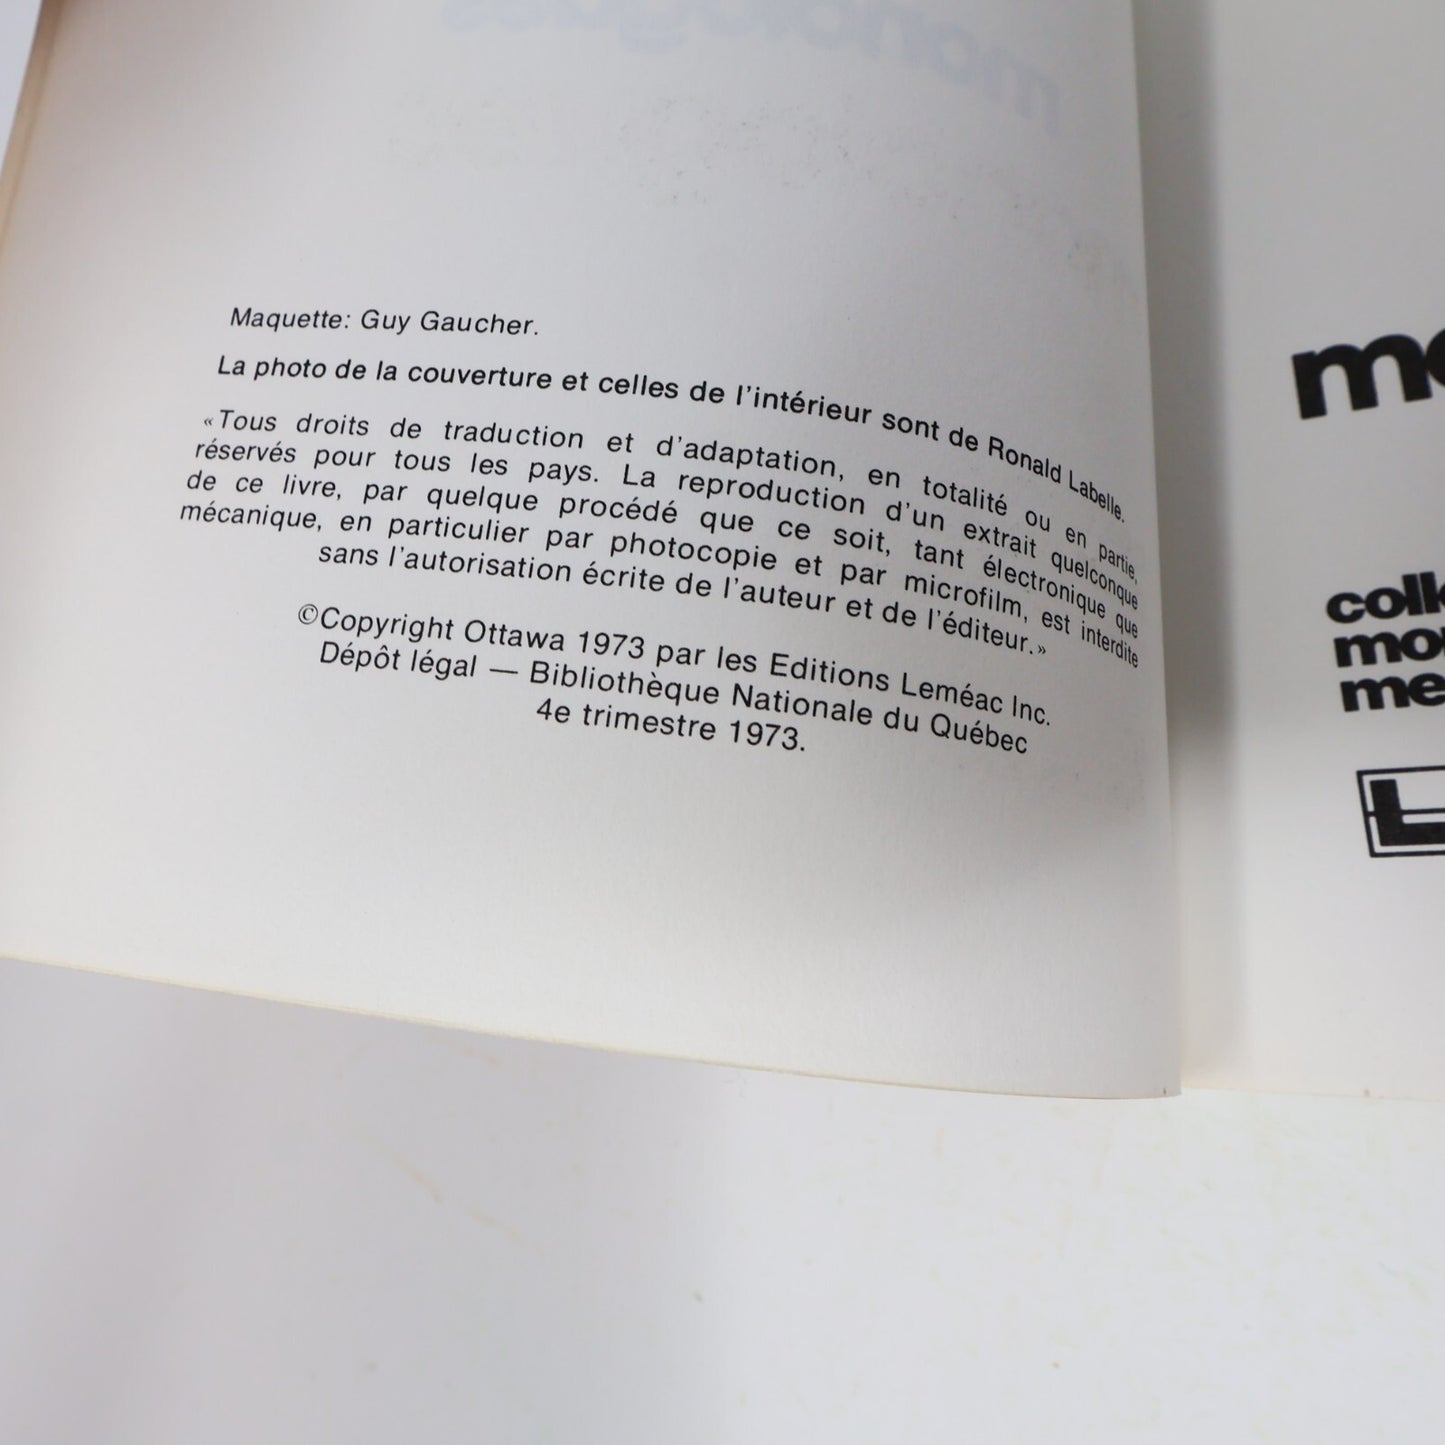 monologues
Maquette: Guy Gaucher.
La photo de la couverture et celles de l'intérieur sont de Ronald Labelle.
«Tous droits de traduction et d'adaptation, en totalité ou en partie,
réservés pour tous les pays. La reproduction d'un extrait quelconque
de ce livre, par quelque procédé que ce soit, tant électronique que
mécanique, en particulier par photocopie et par microfilm, est interdite
sans l'autorisation écrite de l'auteur et de l'éditeur.»
©Copyright Ottawa 1973 par les Editions Leméac Inc.
Dépôt légal — Bibliothèque Nationale du Québec
4e trimestre 1973.